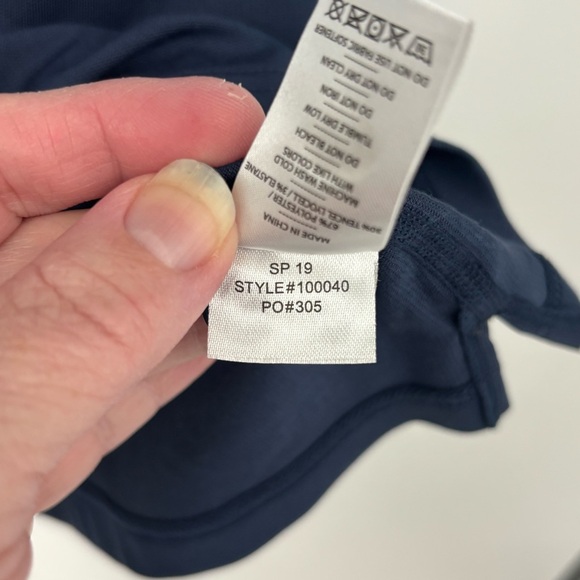 MADE IN CHINA
67% POLYESTER /
30% TENCEL LYOCELL / 3% ELASTANE
MACHINE WASH COLD
WITH LIKE COLORS
DO NOT BLEACH
TUMBLE DRY LOW
DO NOT IRON
DO NOT DRY CLEAN
DO NOT USE FABRIC SOFTENER
SP 19
STYLE#100040
PO#305